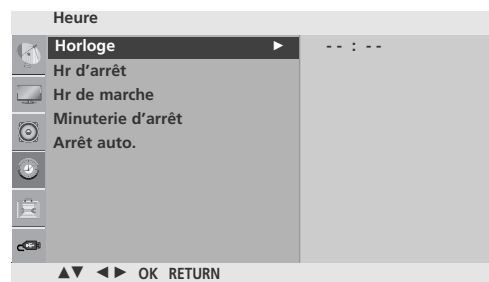 Heure
Horloge ► - - : - -
Hr d’arrêt
Hr de marche
Minuterie d’arrêt
Arrêt auto.
▲▼ ◄► OK RETURN